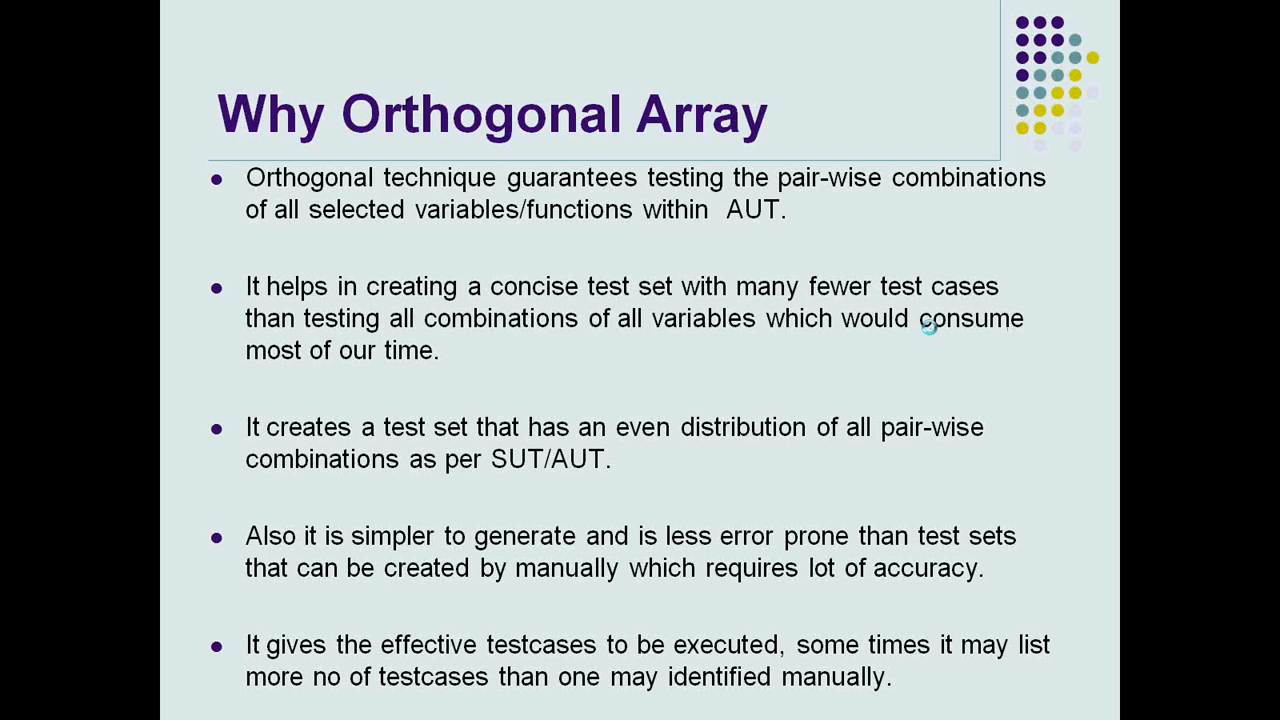 Why Orthogonal Array
Orthogonal technique guarantees testing the pair-wise combinations
of all selected variables/functions within AUT.
It helps in creating a concise test set with many fewer test cases
than testing all combinations of all variables which would consume
most of our time.
It creates a test set that has an even distribution of all pair-wise
combinations as per SUT/AUT.
Also it is simpler to generate and is less error prone than test sets
that can be created by manually which requires lot of accuracy.
It gives the effective testcases to be executed, some times it may list
more no of testcases than one may identified manually.